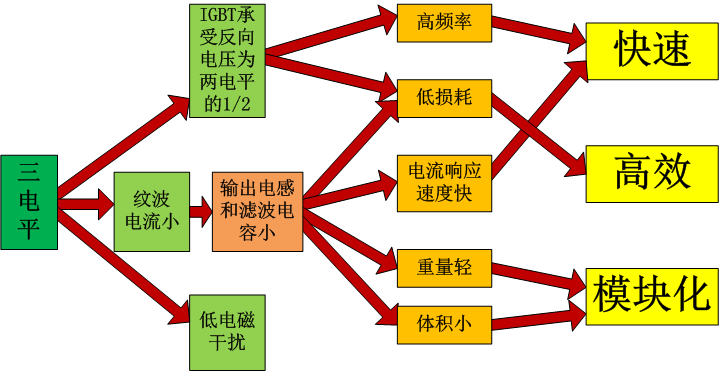 三
电
平
IGBT承
受反向
电压为
两电平
的1/2
纹波
电流小
低电磁
干扰
输出电感
和滤波电
容小
高频率
低损耗
电流响应
速度快
重量轻
体积小
快速
高效
模块化